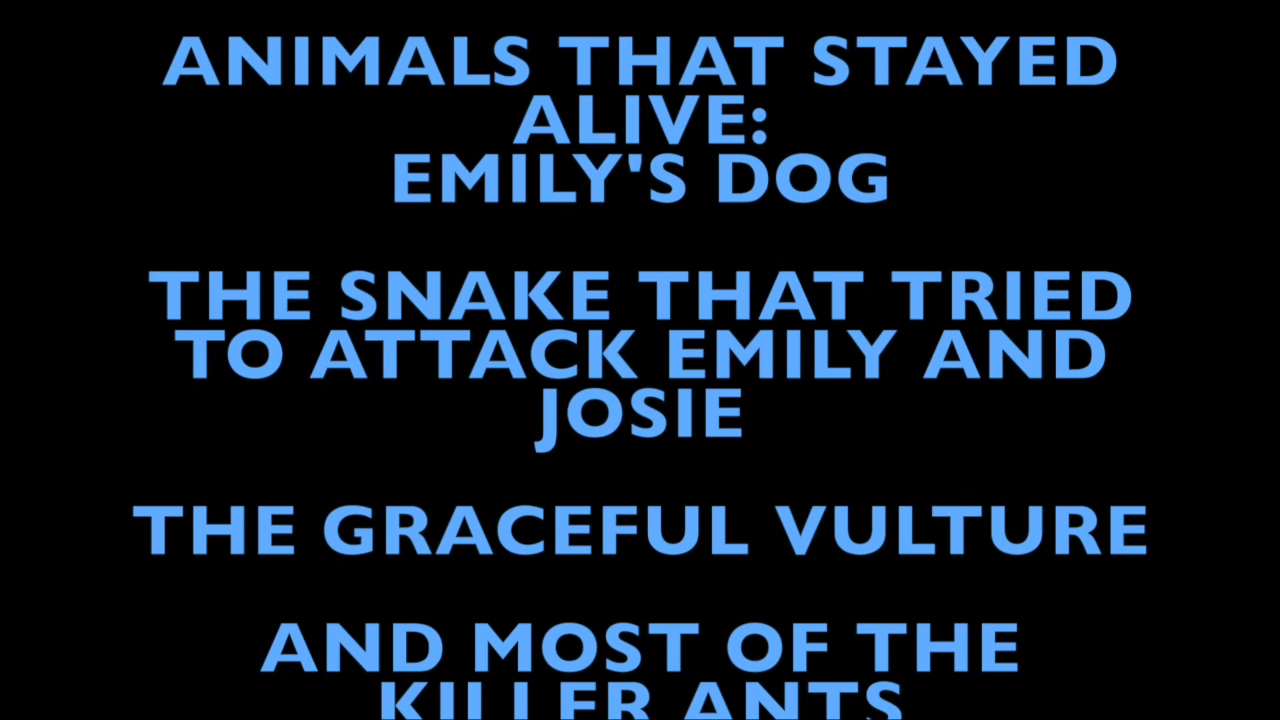 ANIMALS THAT STAYED
ALIVE:
EMILY'S DOG
THE SNAKE THAT TRIED
TO ATTACK EMILY AND
JOSIE
THE GRACEFUL VULTURE
AND MOST OF THE
KILLER ANTS